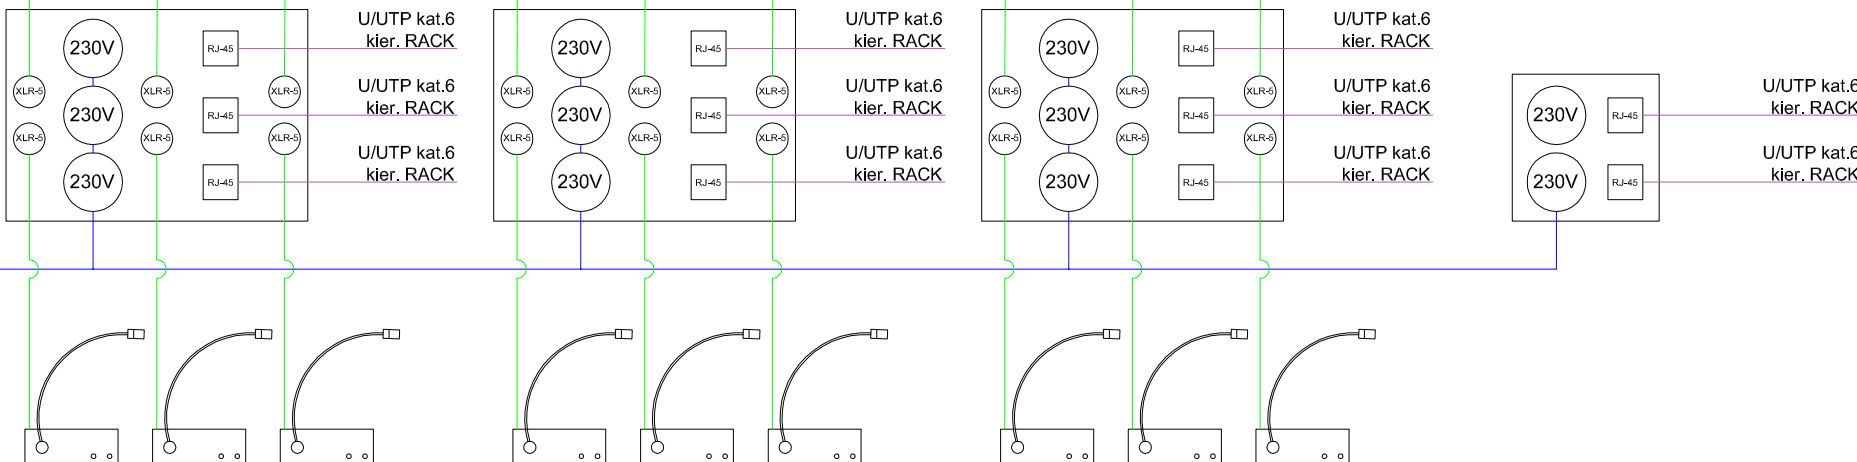 U/UTP kat.6
kier. RACK
230V
RJ-45
XLR-5
XLR-5
XLR-5
U/UTP kat.6
kier. RACK
230V
RJ-45
XLR-5
XLR-5
XLR-5
U/UTP kat.6
kier. RACK
230V
RJ-45
U/UTP kat.6
kier. RACK
230V
RJ-45
XLR-5
XLR-5
XLR-5
U/UTP kat.6
kier. RACK
230V
RJ-45
XLR-5
XLR-5
XLR-5
U/UTP kat.6
kier. RACK
230V
RJ-45
U/UTP kat.6
kier. RACK
230V
RJ-45
XLR-5
XLR-5
XLR-5
U/UTP kat.6
kier. RACK
230V
RJ-45
XLR-5
XLR-5
XLR-5
U/UTP kat.6
kier. RACK
230V
RJ-45
U/UTP kat.6
kier. RACK
230V
RJ-45
U/UTP kat.6
kier. RACK
230V
RJ-45